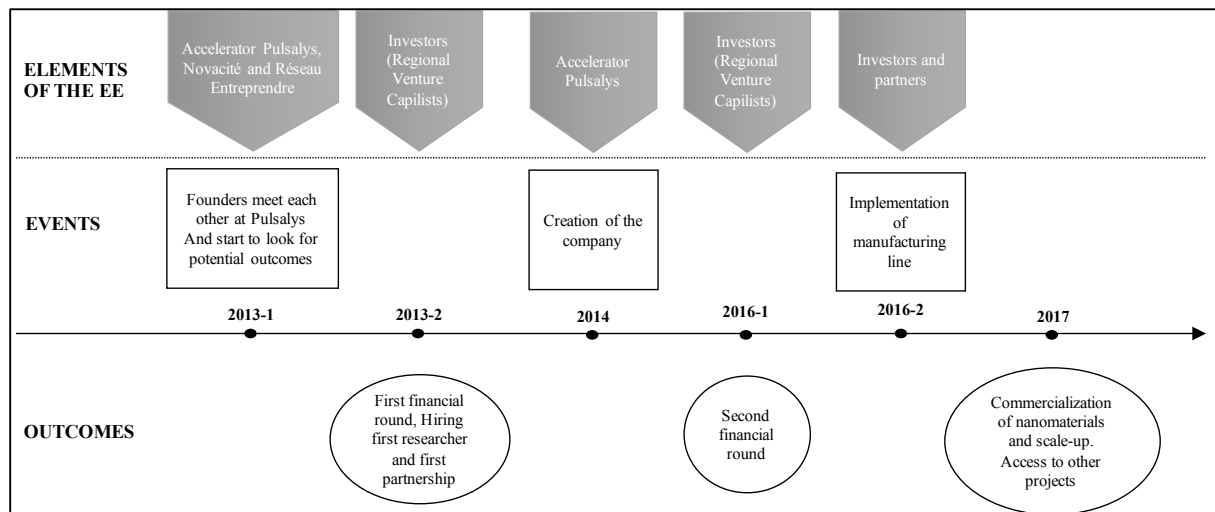 ELEMENTS
OF THE EE
Accelerator Pulsalys,
Novacité and Réseau
Entreprendre
Investors
(Regional
Venture
Capilists)
Accelerator
Pulsalys
Investors
(Regional
Venture
Capilists)
Investors and
partners
EVENTS
Founders meet each
other at Pulsalys
And start to look for
potential outcomes
Creation of the
company
Implementation
of
manufacturing
line
2013-1
2013-2
2014
2016-1
2016-2
2017
OUTCOMES
First financial
round, Hiring
first researcher
and first
partnership
Second
financial
round
Commercialization
of nanomaterials
and scale-up.
Access to other
projects